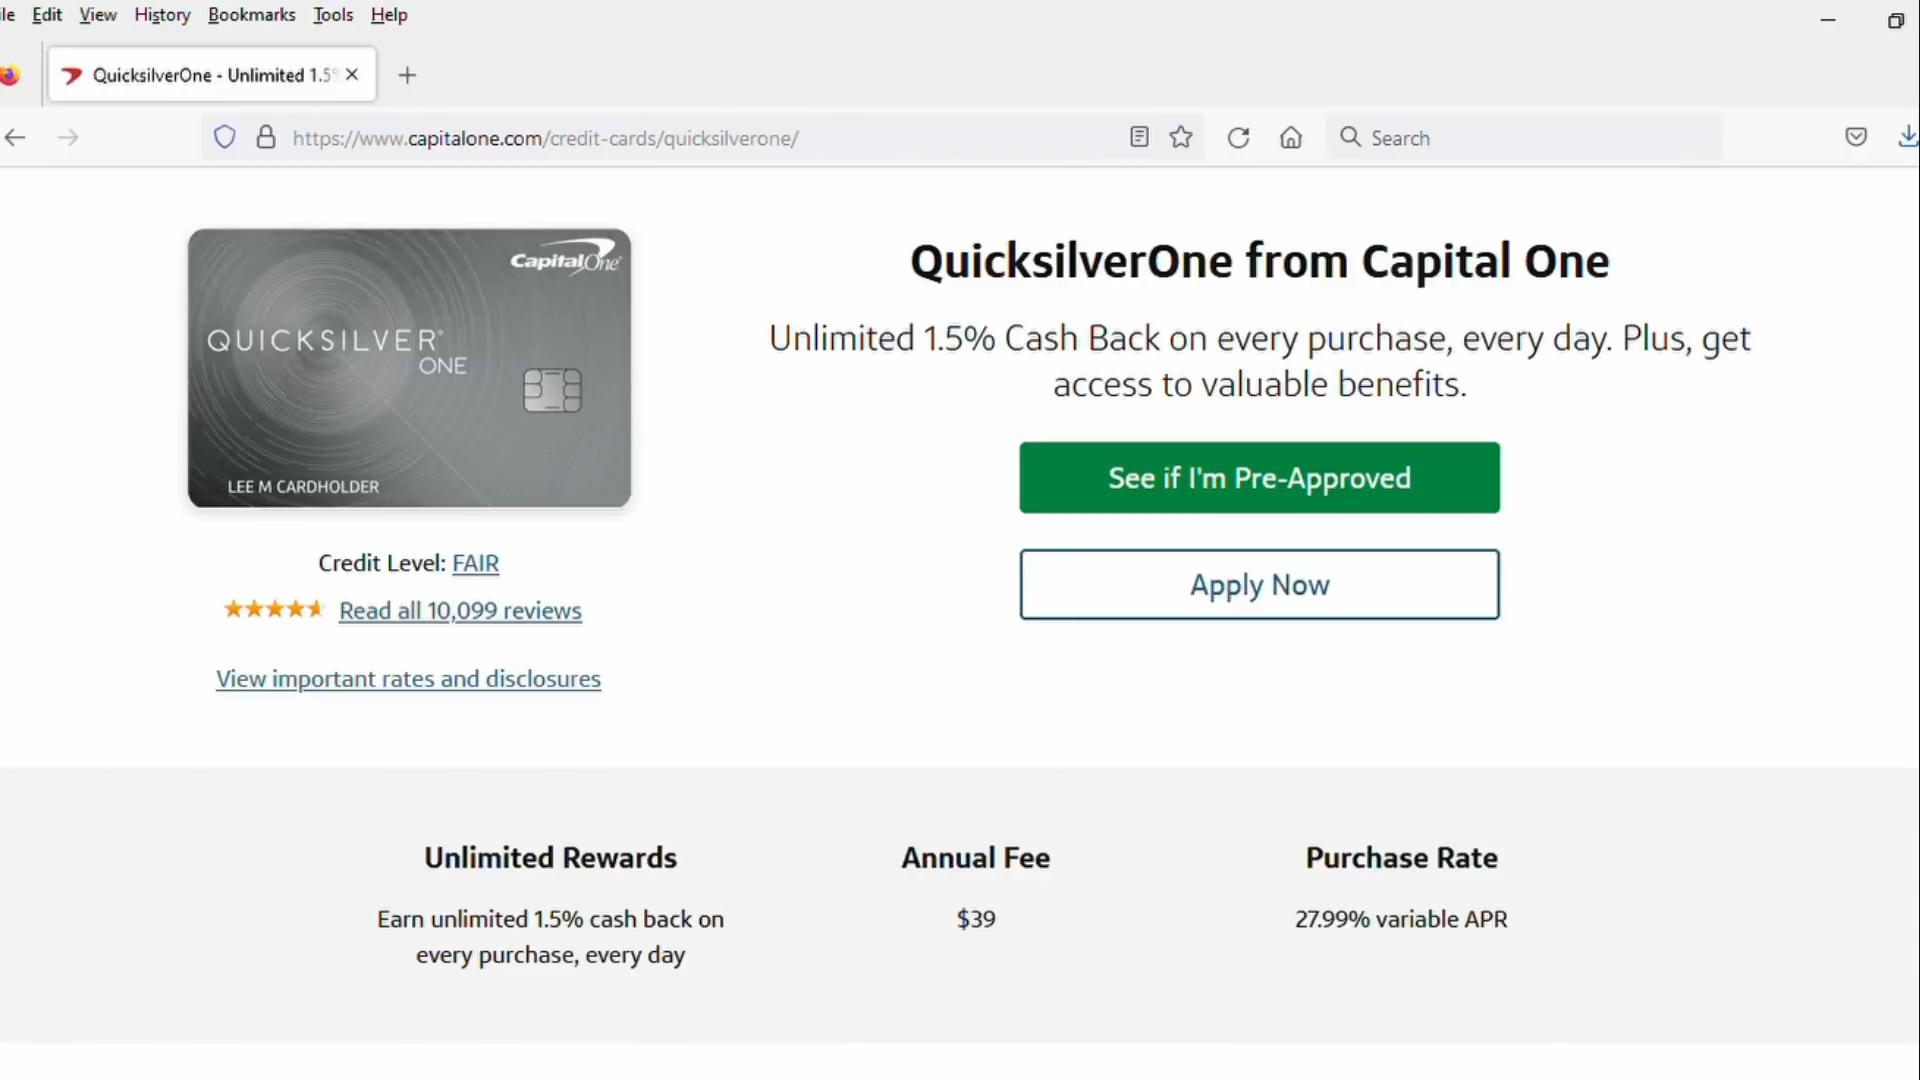 ile Edit View History Bookmarks Tools Help
QuicksilverOne - Unlimited 1.5%
https://www.capitalone.com/credit-cards/quicksilverone/
Search
CapitalOne
QUICKSILVER®
ONE
LEE M CARDHOLDER
Credit Level: FAIR
Read all 10,099 reviews
View important rates and disclosures
QuicksilverOne from Capital One
Unlimited 1.5% Cash Back on every purchase, every day. Plus, get
access to valuable benefits.
See if I'm Pre-Approved
Apply Now
Unlimited Rewards
Earn unlimited 1.5% cash back on
every purchase, every day
Annual Fee
$39
Purchase Rate
27.99% variable APR